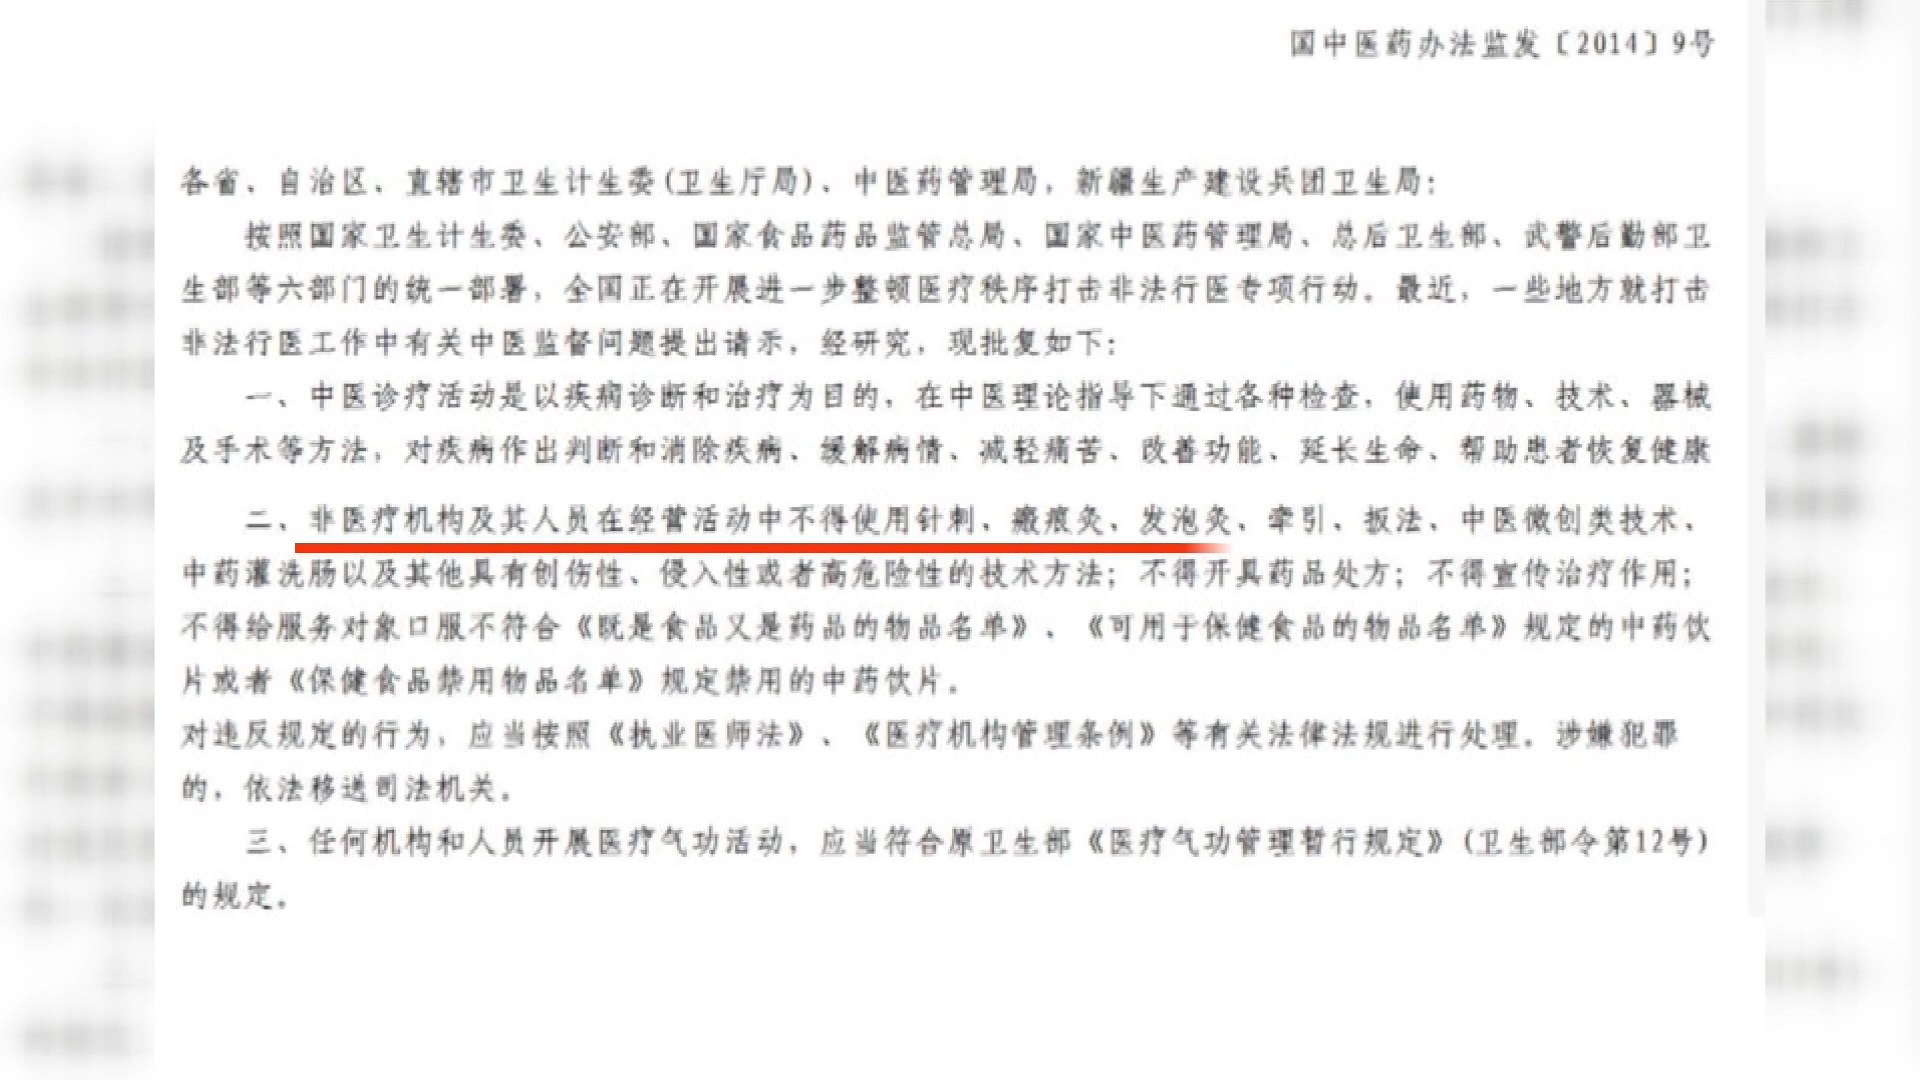 国中医药办法监发〔2014〕9号
各省、自治区、直辖市卫生计生委(卫生厅局)、中医药管理局，新疆生产建设兵团卫生局：
按照国家卫生计生委、公安部、国家食品药品监管总局、国家中医药管理局、总后卫生部、武警后勤部卫
生部等六部门的统一部署，全国正在开展进一步整顿医疗秩序打击非法行医专项行动。最近，一些地方就打击
非法行医工作中有关中医监督问题提出请示，经研究，现批复如下：
一、中医诊疗活动是以疾病诊断和治疗为目的，在中医理论指导下通过各种检查，使用药物、技术、器械
及手术等方法，对疾病作出判断和消除疾病、缓解病情、减轻痛苦、改善功能、延长生命、帮助患者恢复健康
二、非医疗机构及其人员在经营活动中不得使用针刺、瘢痕灸、发泡灸、牵引、扳法、中医微创类技术、
中药灌洗肠以及其他具有创伤性、侵入性或者高危险性的技术方法；不得开具药品处方；不得宣传治疗作用；
不得给服务对象口服不符合《既是食品又是药品的物品名单》、《可用于保健食品的物品名单》规定的中药饮
片或者《保健食品禁用物品名单》规定禁用的中药饮片。
对违反规定的行为，应当按照《执业医师法》、《医疗机构管理条例》等有关法律法规进行处理，涉嫌犯罪
的，依法移送司法机关。
三、任何机构和人员开展医疗气功活动，应当符合原卫生部《医疗气功管理暂行规定》(卫生部令第12号)
的规定。